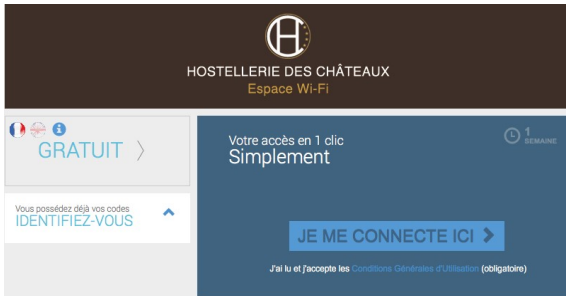 HOSTELLERIE DES CHÂTEAUX
Espace Wi-Fi
GRATUIT
Vous possédez déjà vos codes
IDENTIFIEZ-VOUS
Votre accès en 1 clic
Simplement
1
SEMAINE
JE ME CONNECTE ICI
J'ai lu et j'accepte les Conditions Générales d'Utilisation (obligatoire)